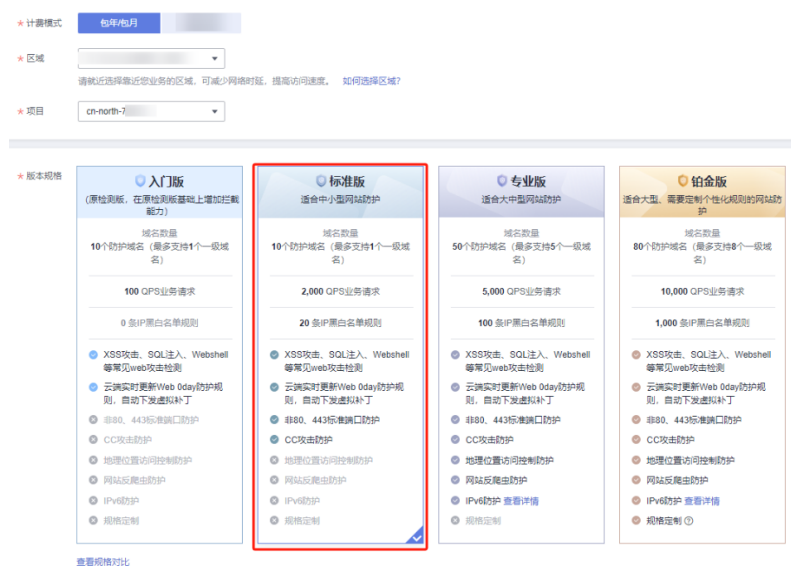 * 计费模式 包年/包月
* 区域
请就近选择靠近您业务的区域，可减少网络时延，提高访问速度。 如何选择区域?
* 项目 cn-north-7
* 版本规格
入门版
(原检测版，在原检测版基础上增加拦截
能力)
域名数量
10个防护域名（最多支持1个一级域
名）
100 QPS业务请求
0 条IP黑白名单规则
XSS攻击、SQL注入、Webshell
等常见web攻击检测
云端实时更新Web 0day防护规
则，自动下发虚拟补丁
非80、443标准端口防护
CC攻击防护
地理位置访问控制防护
网站反爬虫防护
IPv6防护
规格定制
标准版
适合中小型网站防护
域名数量
10个防护域名（最多支持1个一级域
名）
2,000 QPS业务请求
20 条IP黑白名单规则
XSS攻击、SQL注入、Webshell
等常见web攻击检测
云端实时更新Web 0day防护规
则，自动下发虚拟补丁
非80、443标准端口防护
CC攻击防护
地理位置访问控制防护
网站反爬虫防护
IPv6防护
规格定制
专业版
适合大中型网站防护
域名数量
50个防护域名（最多支持5个一级域
名）
5,000 QPS业务请求
100 条IP黑白名单规则
XSS攻击、SQL注入、Webshell
等常见web攻击检测
云端实时更新Web 0day防护规
则，自动下发虚拟补丁
非80、443标准端口防护
CC攻击防护
地理位置访问控制防护
网站反爬虫防护
IPv6防护 查看详情
规格定制
铂金版
适合大型，需要定制个性化规则的网站防
护
域名数量
80个防护域名（最多支持8个一级域
名）
10,000 QPS业务请求
1,000 条IP黑白名单规则
XSS攻击、SQL注入、Webshell
等常见web攻击检测
云端实时更新Web 0day防护规
则，自动下发虚拟补丁
非80、443标准端口防护
CC攻击防护
地理位置访问控制防护
网站反爬虫防护
IPv6防护 查看详情
规格定制
查看规格对比